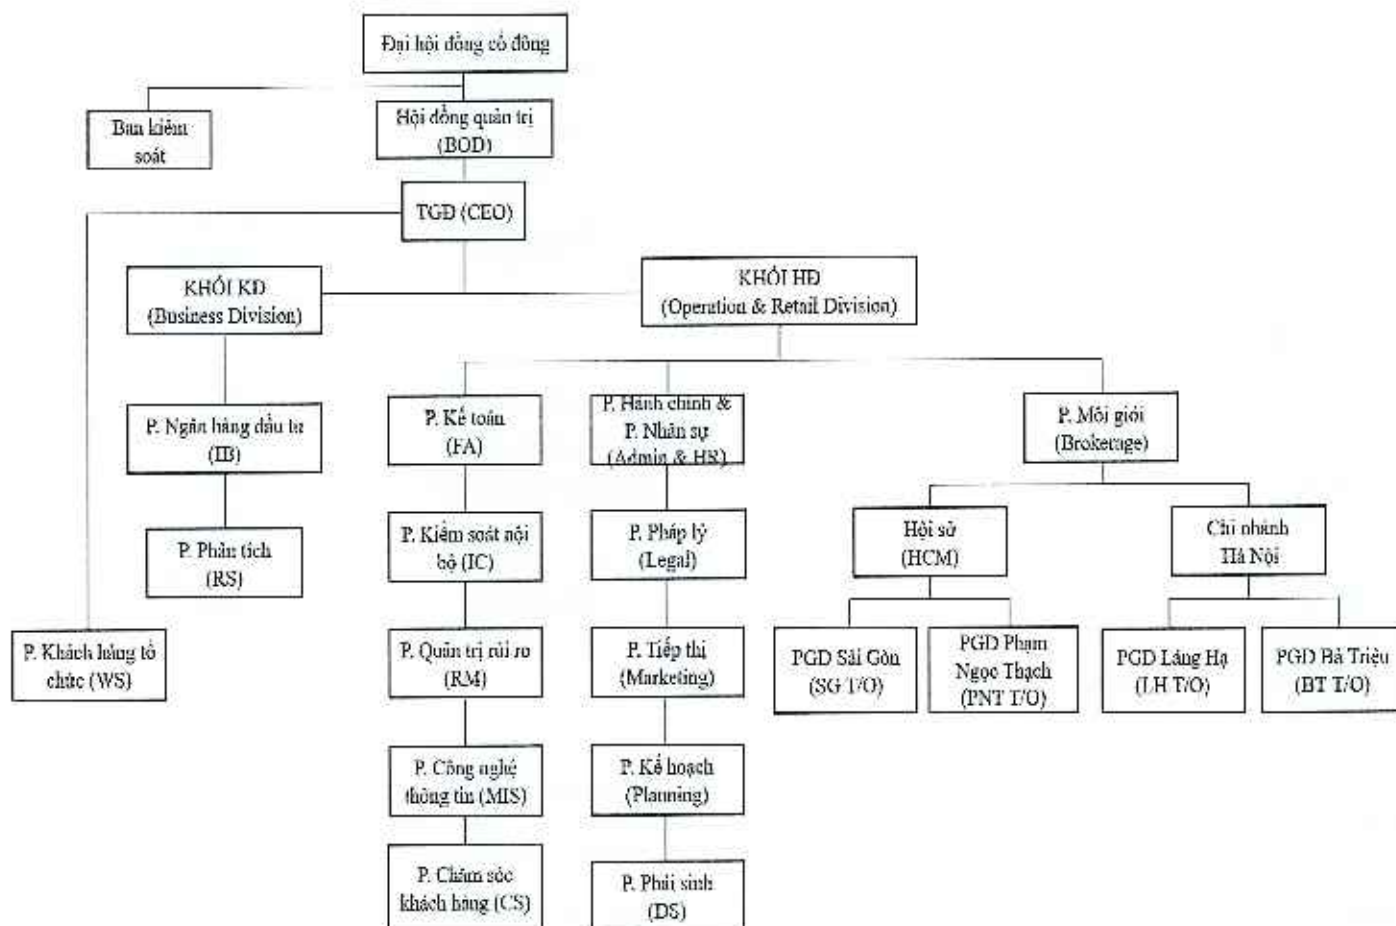 Đại hội đồng cổ đông
Ban kiểm
soát
Hội đồng quản trị
(BOD)
TGĐ (CEO)
KHỐI KD
(Business Division)
KHỐI HĐ
(Operation & Retail Division)
P. Ngân hàng đầu tư
(IB)
P. Kế toán
(FA)
P. Hành chính &
P. Nhân sự
(Admin & HR)
P. Môi giới
(Brokerage)
P. Phân tích
(RS)
P. Kiểm soát nội
bộ (IC)
P. Pháp lý
(Legal)
Hội sở
(HCM)
Chi nhánh
Hà Nội
P. Khách hàng tổ
chức (WS)
P. Quản trị rủi ro
(RM)
P. Tiếp thị
(Marketing)
PGD Sài Gòn
(SG T/O)
PGD Phạm
Ngọc Thạch
(PNT T/O)
PGD Láng Hạ
(LH T/O)
PGD Bà Triệu
(BT T/O)
P. Công nghệ
thông tin (MIS)
P. Kế hoạch
(Planning)
P. Chăm sóc
khách hàng (CS)
P. Phái sinh
(DS)